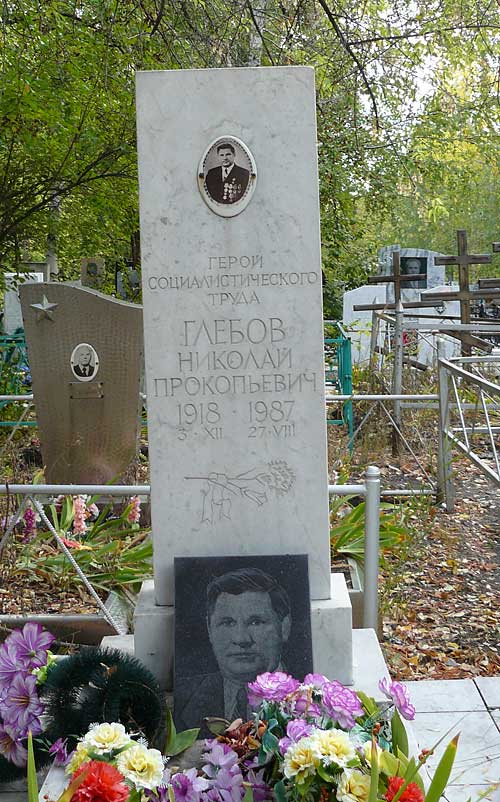 ГЕРОЙ
СОЦИАЛИСТИЧЕСКОГО
ТРУДА
ГЛЕБОВ
НИКОЛАЙ
ПРОКОПЬЕВИЧ
1918 1987
3·XII 27·VIII